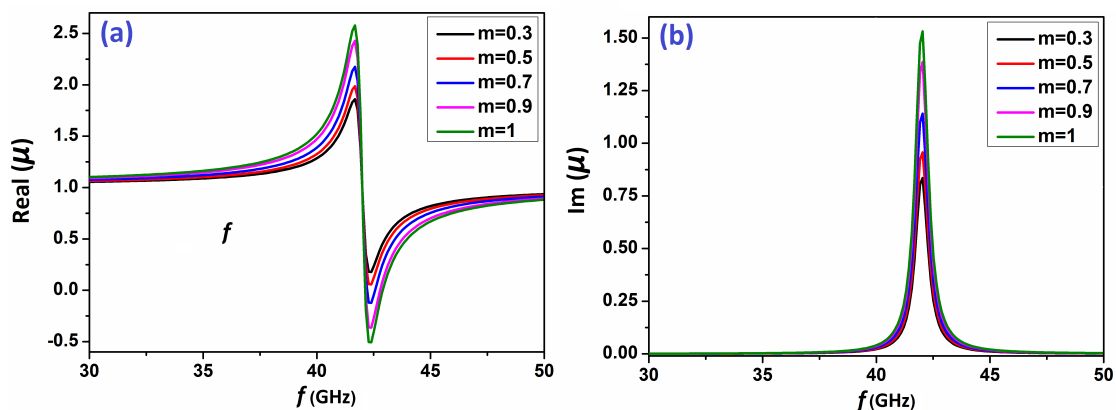 (a)
m=0.3
m=0.5
m=0.7
m=0.9
m=1
Real (μ)
2.5
2.0
1.5
1.0
0.5
0.0
-0.5
f
30
35
40
45
50
f (GHz)
(b)
m=0.3
m=0.5
m=0.7
m=0.9
m=1
Im (μ)
1.50
1.25
1.00
0.75
0.50
0.25
0.00
30
35
40
45
50
f (GHz)